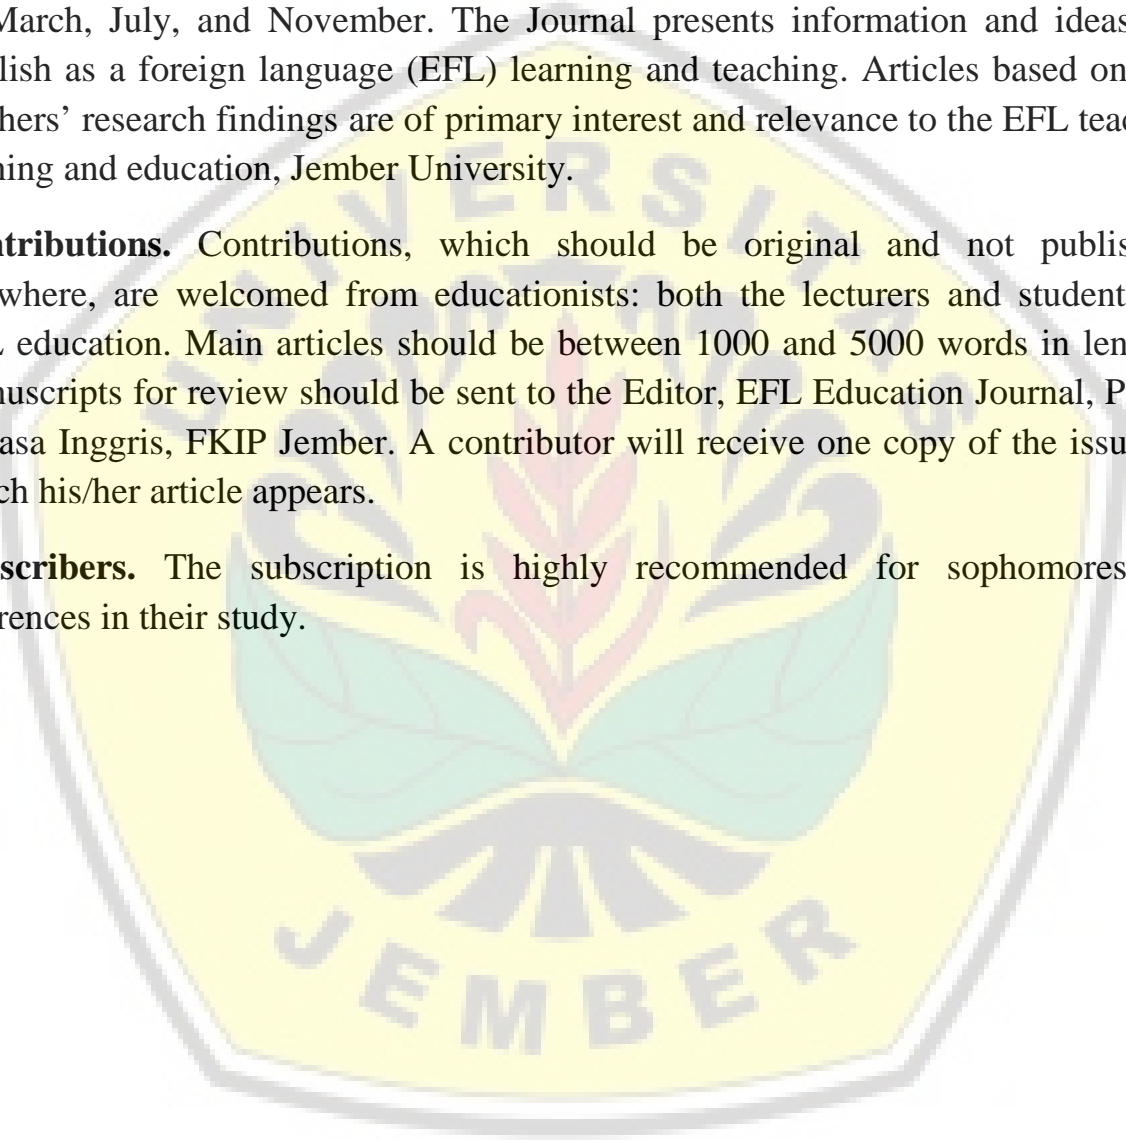 March, July, and November. The Journal presents information and ideas
lish as a foreign language (EFL) learning and teaching. Articles based on
hers’ research findings are of primary interest and relevance to the EFL teac
ning and education, Jember University.
ntributions. Contributions, which should be original and not publis
where, are welcomed from educationists: both the lecturers and student
education. Main articles should be between 1000 and 5000 words in len
nuscripts for review should be sent to the Editor, EFL Education Journal, P
asa Inggris, FKIP Jember. A contributor will receive one copy of the issu
ch his/her article appears.
scribers. The subscription is highly recommended for sophomores
rences in their study.
UNIVERSITAS
JEMBER